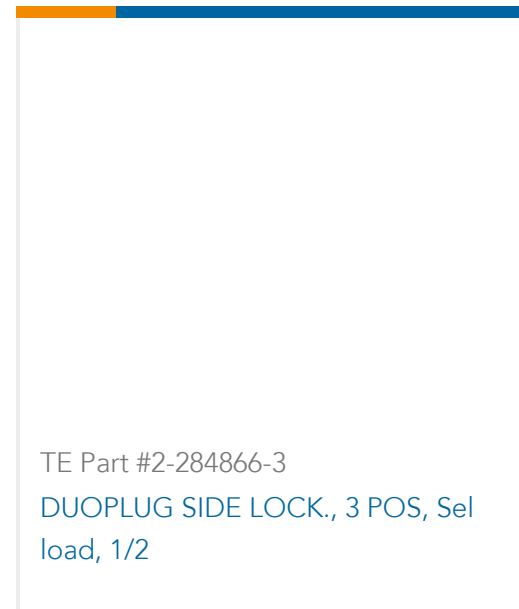 TE Part #2-284866-3
DUOPLUG SIDE LOCK., 3 POS, Sel
load, 1/2